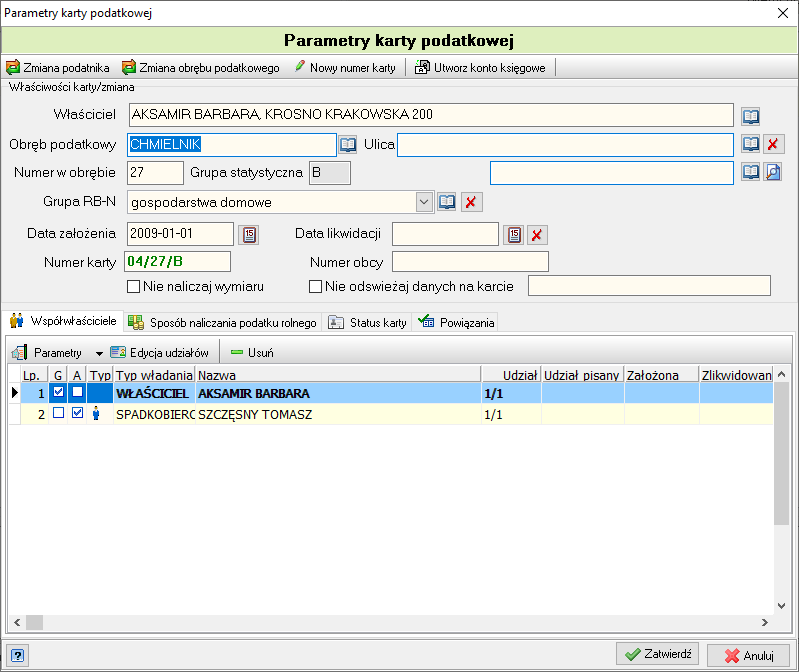 Parametry karty podatkowej
Parametry karty podatkowej
Zmiana podatnika Zmiana obrębu podatkowego Nowy numer karty Utworz konto księgowe
Właściwości karty/zmiana
Właściciel AKSAMIR BARBARA, KROSNO KRAKOWSKA 200
Obręb podatkowy CHMIELNIK Ulica
Numer w obrębie 27 Grupa statystyczna B
Grupa RB-N gospodarstwa domowe
Data założenia 2009-01-01 15 Data likwidacji 15
Numer karty 04/27/B Numer obcy
Nie naliczaj wymiaru Nie odswieżaj danych na karcie
Współwłaściciele Sposób naliczania podatku rolnego Status karty Powiązania
Parametry Edycja udziałów Usuń
Lp. G A Typ Typ władania Nazwa Udział Udział pisany Założona Zlikwidowan
1 WŁAŚCICIEL AKSAMIR BARBARA 1/1
2 SPADKOBIERC SZCZĘSNY TOMASZ 1/1
? Zatwierdź Anuluj